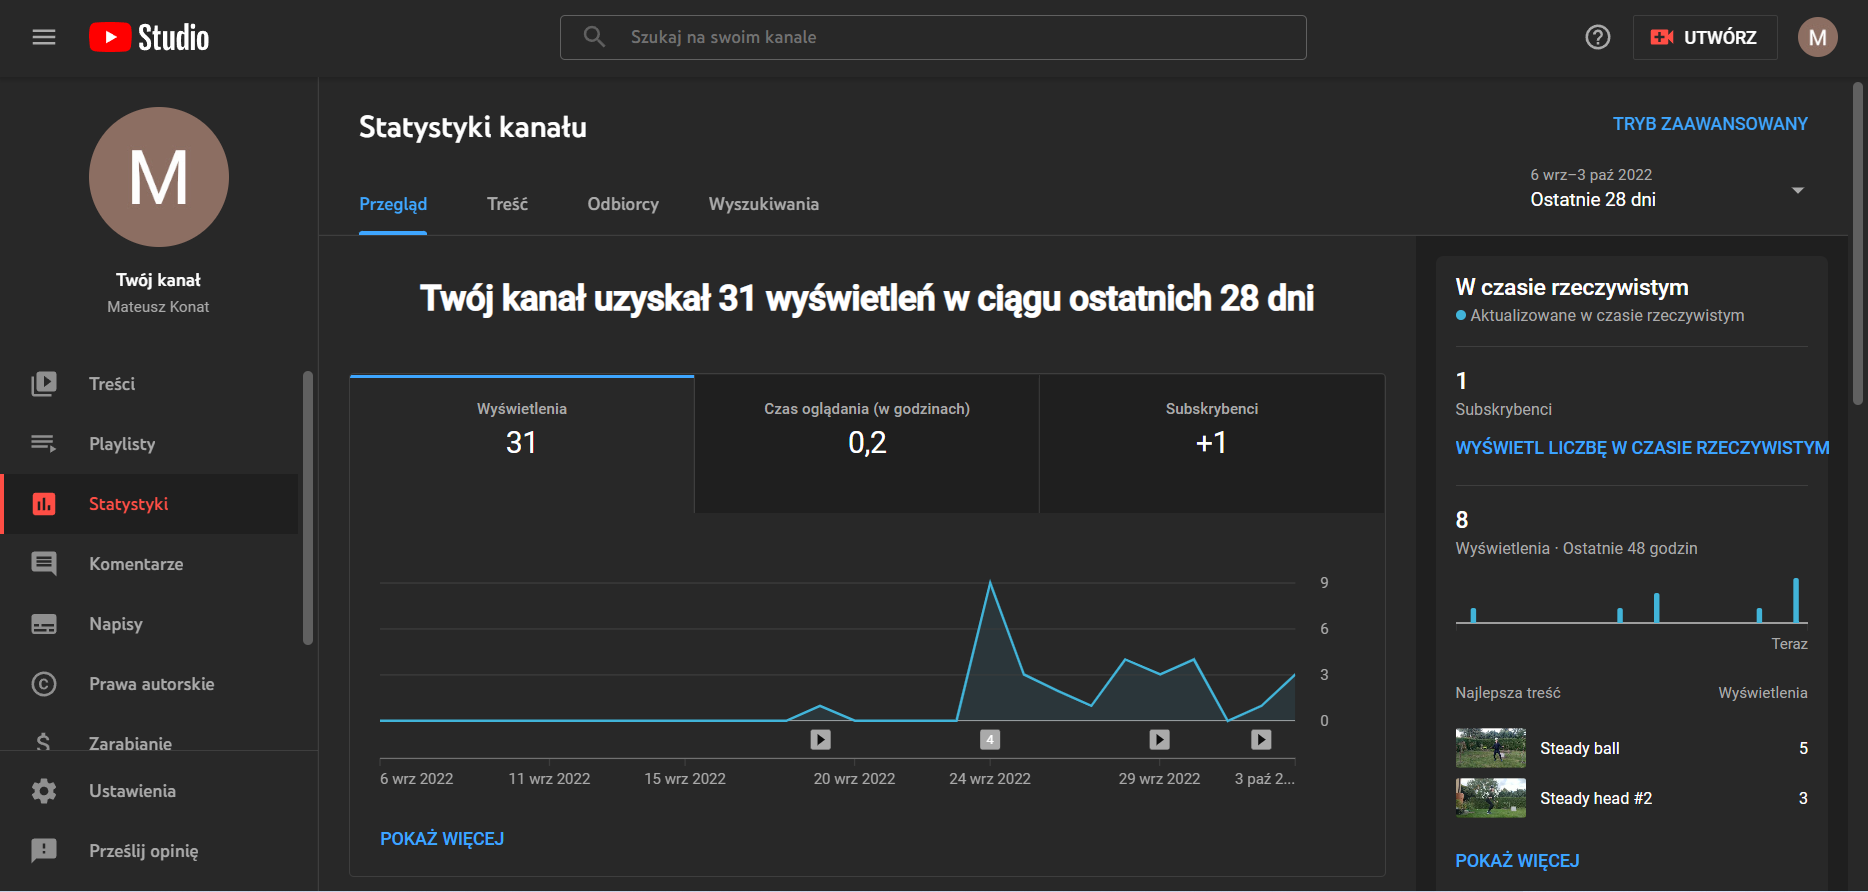 Studio
Szukaj na swoim kanale
UTWÓRZ
M
M
Twój kanał
Mateusz Konat
Treści
Playlisty
Statystyki
Komentarze
Napisy
Prawa autorskie
Zarabianie
Ustawienia
Prześlij opinię
Statystyki kanału
TRYB ZAAWANSOWANY
Przegląd
Treść
Odbiorcy
Wyszukiwania
6 wrz–3 paź 2022
Ostatnie 28 dni
Twój kanał uzyskał 31 wyświetleń w ciągu ostatnich 28 dni
Wyświetlenia
31
Czas oglądania (w godzinach)
0,2
Subskrybenci
+1
9
6
3
0
4
6 wrz 2022
11 wrz 2022
15 wrz 2022
20 wrz 2022
24 wrz 2022
29 wrz 2022
3 paź 2...
POKAŻ WIĘCEJ
W czasie rzeczywistym
Aktualizowane w czasie rzeczywistym
1
Subskrybenci
WYŚWIETL LICZBĘ W CZASIE RZECZYWISTYM
8
Wyświetlenia · Ostatnie 48 godzin
Teraz
Najlepsza treść
Wyświetlenia
Steady ball
5
Steady head #2
3
POKAŻ WIĘCEJ